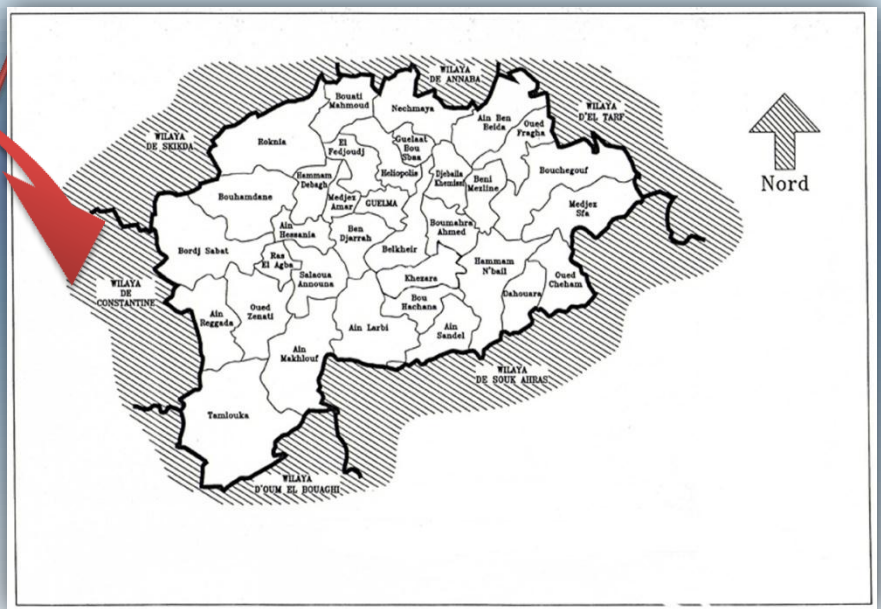 WILAYA
DE ANNABA
WILAYA
D'EL TARF
WILAYA
DE SKIKDA
Nord
Bouati
Mahmoud
Nechmaya
Ain Ben
Beida
Oued
Fragha
Roknia
El
Fedjoudj
Guelaat
Bou
Sbaa
Heliopolis
Hammam
Debagh
Djebaila
Khemissi
Beni
Mezline
Bouchegouf
Bouhamdane
Medjez
Amar
GUELMA
Medjez
Sfa
Ain
Hessania
Ben
Djarrah
Boumahra
Ahmed
Bordj Sabat
Ras
El Agba
Belkheir
Hammam
N'bail
Salaoua
Announa
Khezara
Oued
Cheham
Dahouara
WILAYA
DE
CONSTANTINE
Ain
Reggada
Oued
Zenati
Bou
Hachana
Ain Larbi
Ain
Sandel
Ain
Makhlouf
WILAYA
DE SOUK AHRAS
Tamlouka
WILAYA
D'OUM EL BOUAGHI